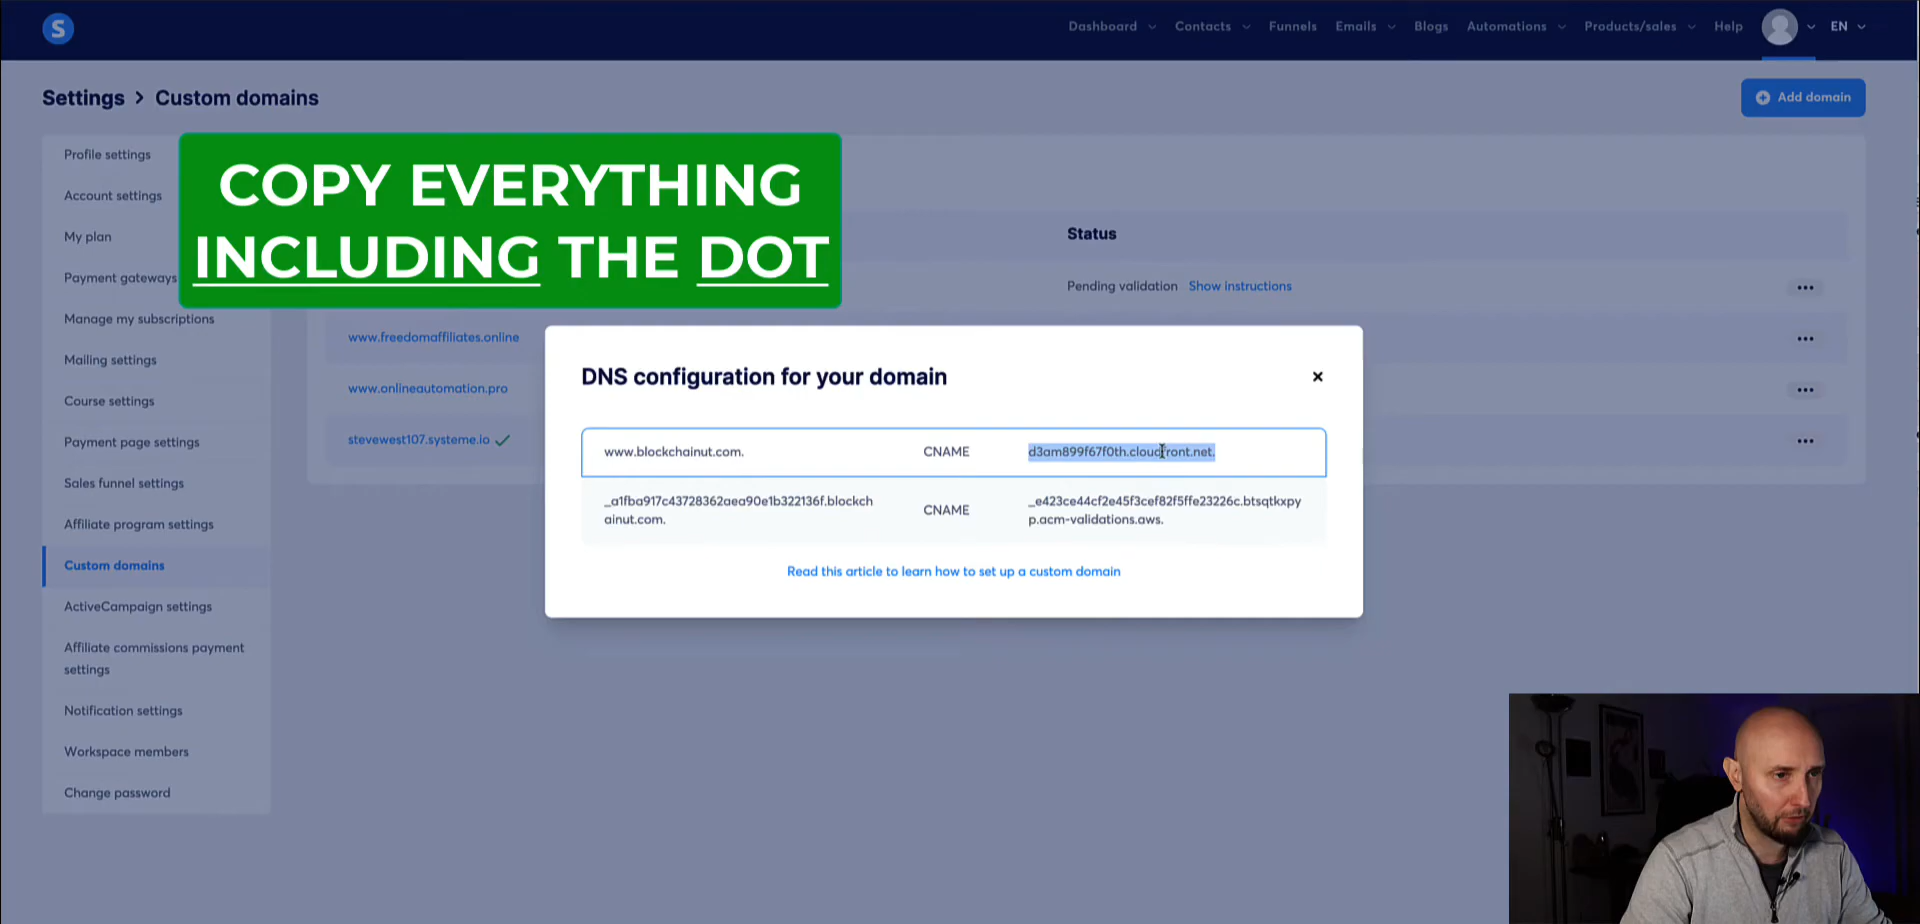 S
Dashboard
Contacts
Funnels
Emails
Blogs
Automations
Products/sales
Help
EN
Settings > Custom domains
Add domain
COPY EVERYTHING
INCLUDING THE DOT
Profile settings
Account settings
My plan
Payment gateways
Manage my subscriptions
Mailing settings
Course settings
Payment page settings
Sales funnel settings
Affiliate program settings
Custom domains
ActiveCampaign settings
Affiliate commissions payment
settings
Notification settings
Workspace members
Change password
Status
Pending validation Show instructions
www.freedomaffiliates.online
www.onlineautomation.pro
stevewest107.systeme.io
DNS configuration for your domain
www.blockchainut.com. CNAME d3am899f67f0th.cloudfront.net.
_a1fba917c43728362aea90e1b322136f.blockch
ainut.com.
CNAME
_e423ce44cf2e45f3cef82f5ffe23226c.btsqtkxpy
p.acm-validations.aws.
Read this article to learn how to set up a custom domain